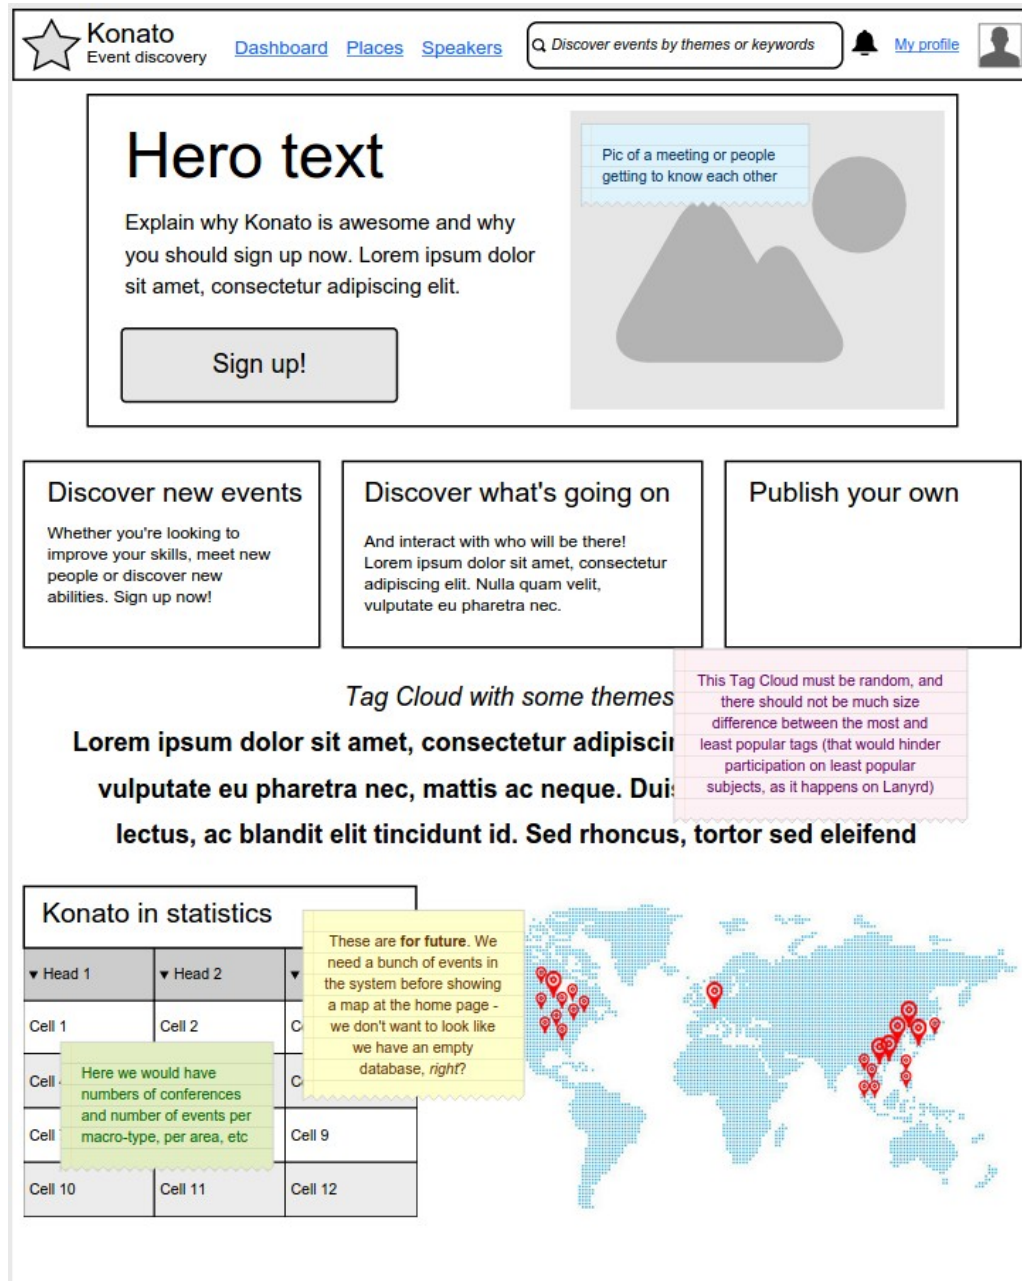 Konato
Event discovery
Dashboard Places Speakers
Discover events by themes or keywords
My profile
Hero text
Explain why Konato is awesome and why
you should sign up now. Lorem ipsum dolor
sit amet, consectetur adipiscing elit.
Sign up!
Pic of a meeting or people
getting to know each other
Discover new events
Whether you're looking to
improve your skills, meet new
people or discover new
abilities. Sign up now!
Discover what's going on
And interact with who will be there!
Lorem ipsum dolor sit amet, consectetur
adipiscing elit. Nulla quam velit,
vulputate eu pharetra nec.
Publish your own
Tag Cloud with some themes
Lorem ipsum dolor sit amet, consectetur
vulputate eu pharetra nec, mattis ac neque.
lectus, ac blandit elit tincidunt id. Sed rhoncus, tortor sed eleifend
This Tag Cloud must be random, and
there should not be much size
difference between the most and
least popular tags (that would hinder
participation on least popular
subjects, as it happens on Lanyrd)
Konato in statistics
Head 1 Head 2
Cell 1 Cell 2
Cell
Cell
Cell 9
Cell 10 Cell 11 Cell 12
These are for future. We
need a bunch of events in
the system before showing
a map at the home page -
we don't want to look like
we have an empty
database, right?
Here we would have
numbers of conferences
and number of events per
macro-type, per area, etc